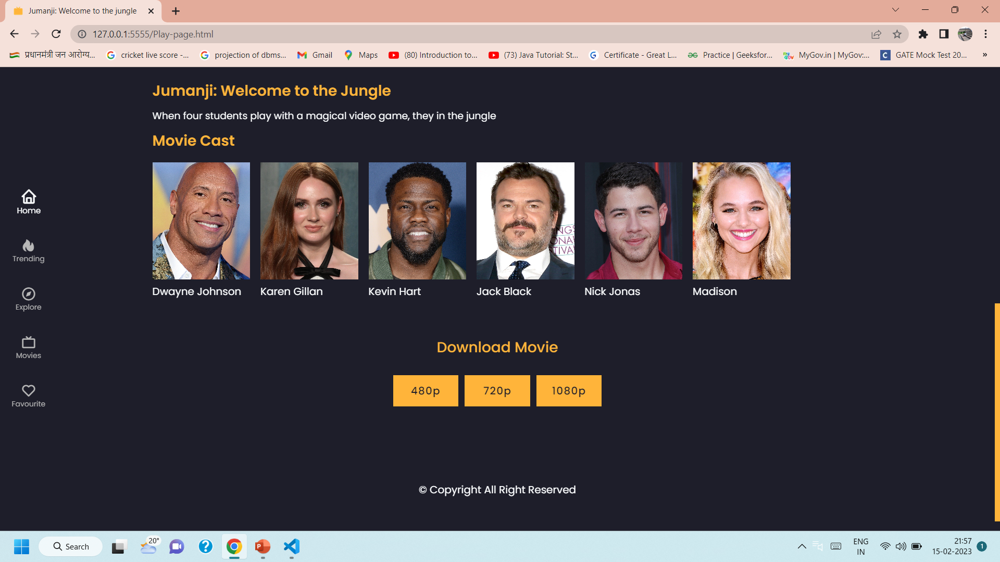 Jumanji: Welcome to the jungle
127.0.0.1:5555/Play-page.html
प्रधानमंत्री जन आरोग्य...
cricket live score -...
projection of dbms...
Gmail
Maps
(80) Introduction to...
(73) Java Tutorial: St...
Certificate - Great L...
Practice | Geeksfor...
MyGov.in | MyGov:...
GATE Mock Test 20...
»
Jumanji: Welcome to the Jungle
When four students play with a magical video game, they in the jungle
Movie Cast
Home
Trending
Explore
Movies
Favourite
Dwayne Johnson
Karen Gillan
Kevin Hart
Jack Black
Nick Jonas
Madison
Download Movie
480p
720p
1080p
© Copyright All Right Reserved
Search
20°
ENG
IN
21:57
15-02-2023
1